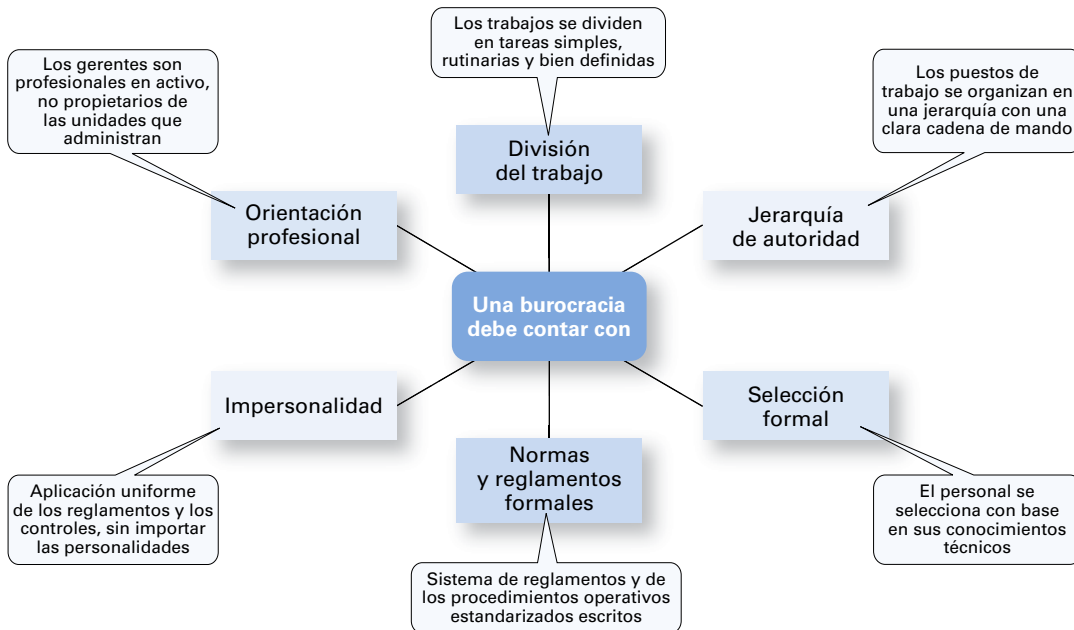 Los trabajos se dividen
en tareas simples,
rutinarias y bien definidas
Los gerentes son
profesionales en activo,
no propietarios de
las unidades que
administran
Los puestos de
trabajo se organizan en
una jerarquía con una
clara cadena de mando
División
del trabajo
Orientación
profesional
Jerarquía
de autoridad
Una burocracia
debe contar con
Impersonalidad
Selección
formal
Normas
y reglamentos
formales
Aplicación uniforme
de los reglamentos y los
controles, sin importar
las personalidades
El personal se
selecciona con base
en sus conocimientos
técnicos
Sistema de reglamentos y de
los procedimientos operativos
estandarizados escritos